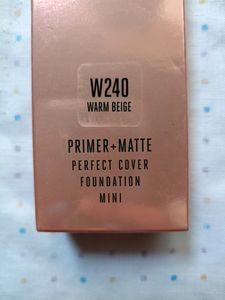 W240
WARM BEIGE
PRIMER+MATTE
PERFECT COVER
FOUNDATION
MINI